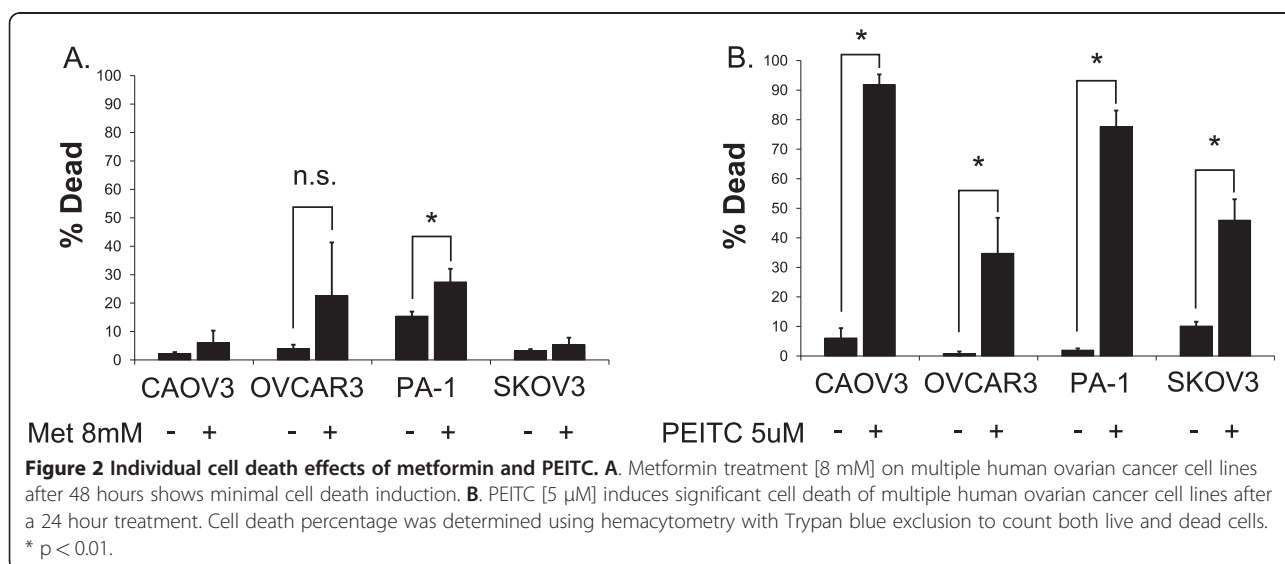 A.
100
90
80
70
60
50
40
30
20
10
0
% Dead
n.s.
*
CAOV3 OVCAR3 PA-1 SKOV3
Met 8mM - + - + - + - +
B.
100
90
80
70
60
50
40
30
20
10
0
% Dead
*
*
*
*
CAOV3 OVCAR3 PA-1 SKOV3
PEITC 5uM - + - + - + - +
Figure 2 Individual cell death effects of metformin and PEITC. A. Metformin treatment [8 mM] on multiple human ovarian cancer cell lines
after 48 hours shows minimal cell death induction. B. PEITC [5 μM] induces significant cell death of multiple human ovarian cancer cell lines after
a 24 hour treatment. Cell death percentage was determined using hemacytometry with Trypan blue exclusion to count both live and dead cells.
* p < 0.01.